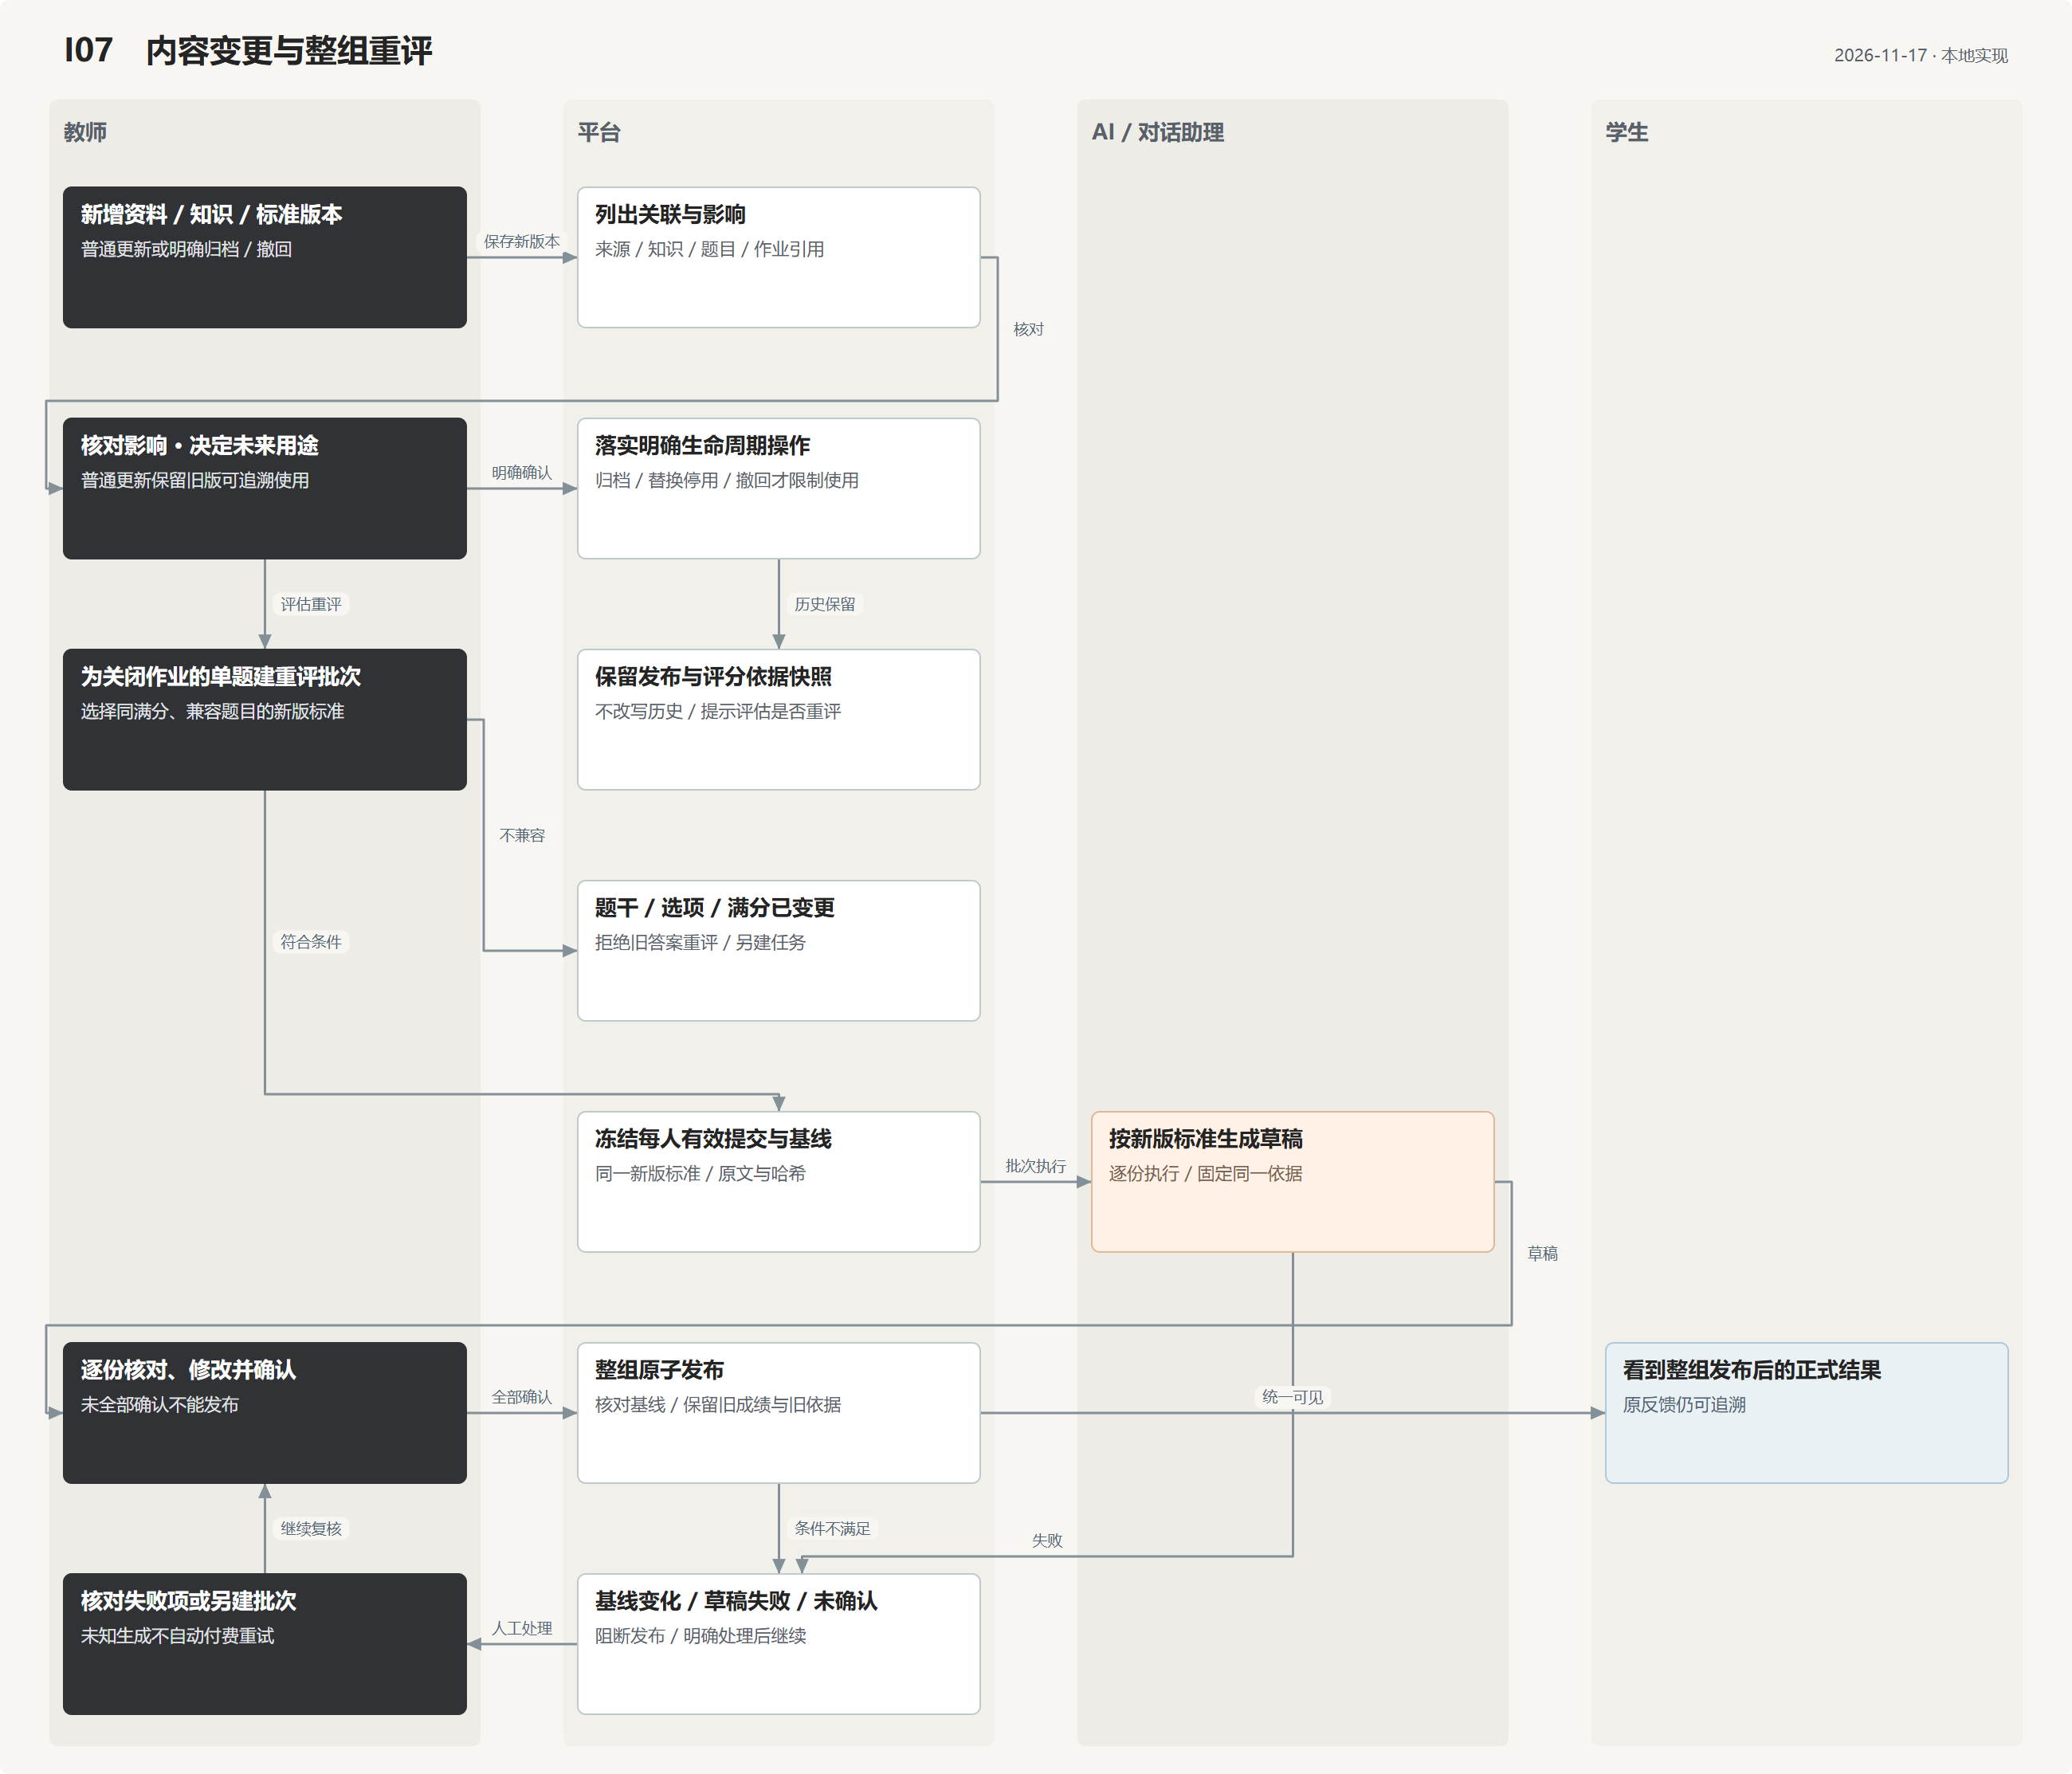 I07 内容变更与整组重评
2026-11-17 · 本地实现
教师
平台
AI / 对话助理
学生
新增资料 / 知识 / 标准版本
普通更新或明确归档 / 撤回
保存新版本
列出关联与影响
来源 / 知识 / 题目 / 作业引用
核对
核对影响 · 决定未来用途
普通更新保留旧版可追溯使用
明确确认
落实明确生命周期操作
归档 / 替换停用 / 撤回才限制使用
评估重评
历史保留
为关闭作业的单题建重评批次
选择同满分、兼容题目的新版标准
保留发布与评分依据快照
不改写历史 / 提示评估是否重评
不兼容
题干 / 选项 / 满分已变更
拒绝旧答案重评 / 另建任务
符合条件
冻结每人有效提交与基线
同一新版标准 / 原文与哈希
批次执行
按新版标准生成草稿
逐份执行 / 固定同一依据
草稿
逐份核对、修改并确认
未全部确认不能发布
全部确认
整组原子发布
核对基线 / 保留旧成绩与旧依据
统一可见
看到整组发布后的正式结果
原反馈仍可追溯
继续复核
条件不满足
失败
核对失败项或另建批次
未知生成不自动付费重试
人工处理
基线变化 / 草稿失败 / 未确认
阻断发布 / 明确处理后继续